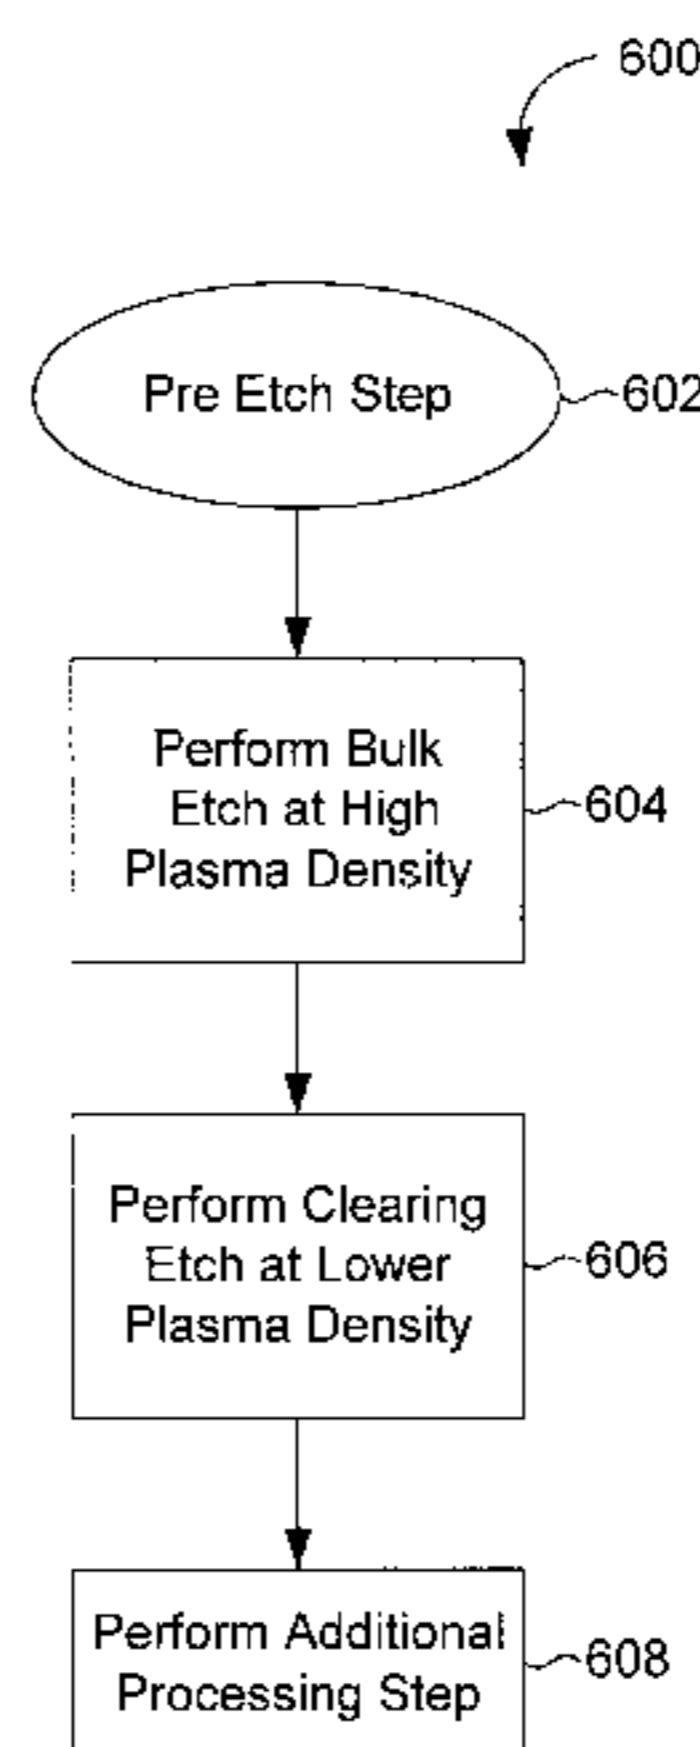 600
Pre Etch Step
602
Perform Bulk
Etch at High
Plasma Density
604
Perform Clearing
Etch at Lower
Plasma Density
606
Perform Additional
Processing Step
608